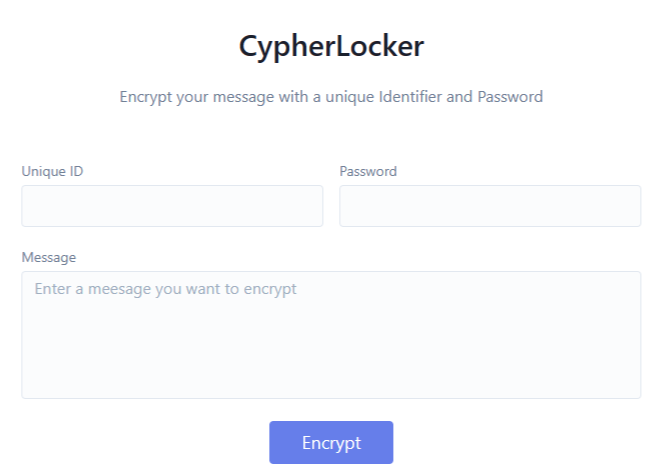 CypherLocker
Encrypt your message with a unique Identifier and Password
Unique ID Password
Message
Enter a meesage you want to encrypt
Encrypt